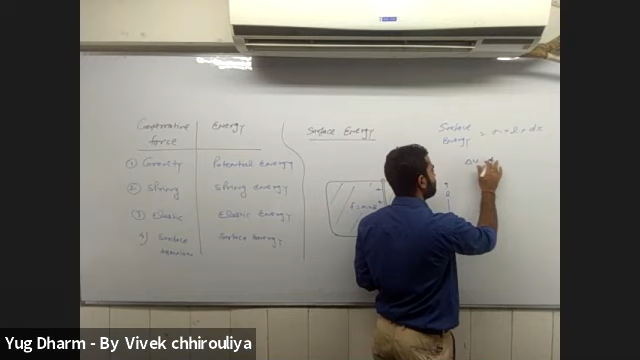 Conservative force
Energy
① Gravity
Potential Energy
② Spring
Spring energy
③ Elastic
Elastic Energy
4) Surface tension
Surface Energy
Surface Energy
Surface Energy =
ΔU
Yug Dharm - By Vivek chhirouliya